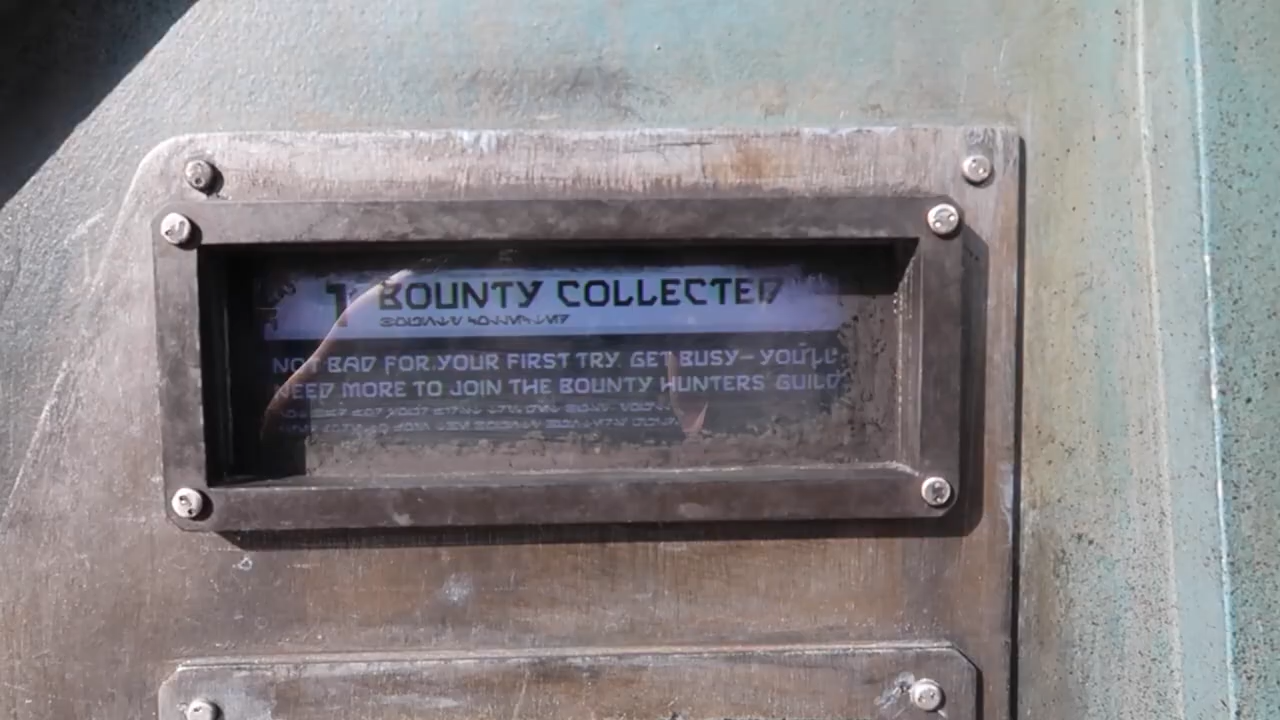 1 BOUNTY COLLECTED
NOT BAD FOR YOUR FIRST TRY. GET BUSY– YOU'LL
NEED MORE TO JOIN THE BOUNTY HUNTERS' GUILD